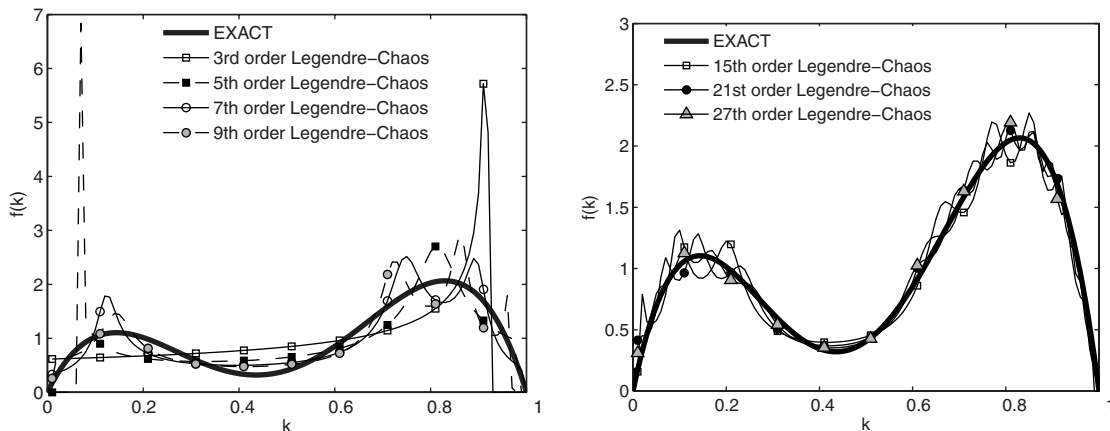 7
6
5
4
3
2
1
0
f(k)
0
0.2
0.4
0.6
0.8
1
k
EXACT
3rd order Legendre−Chaos
5th order Legendre−Chaos
7th order Legendre−Chaos
9th order Legendre−Chaos
3
2.5
2
1.5
1
0.5
0
f(k)
0
0.2
0.4
0.6
0.8
1
k
EXACT
15th order Legendre−Chaos
21st order Legendre−Chaos
27th order Legendre−Chaos